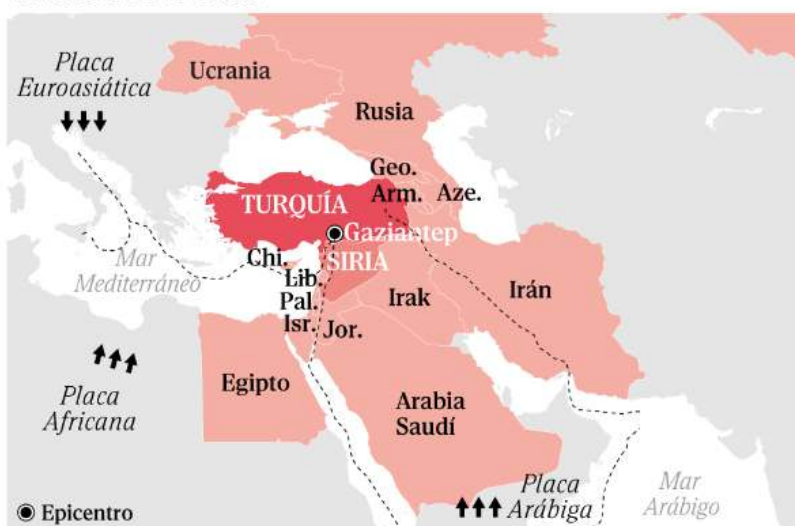 Placa
Euroasiática
Ucrania
Rusia
Geo.
TURQUÍA
Arm.
Aze.
Gaziantep
Chi.
SIRIA
Mar
Mediterráneo
Lib.
Pal.
Irak
Irán
Isr.
Jor.
Placa
Africana
Egipto
Arabia
Saudí
Placa
Arábiga
Mar
Arábigo
Epicentro